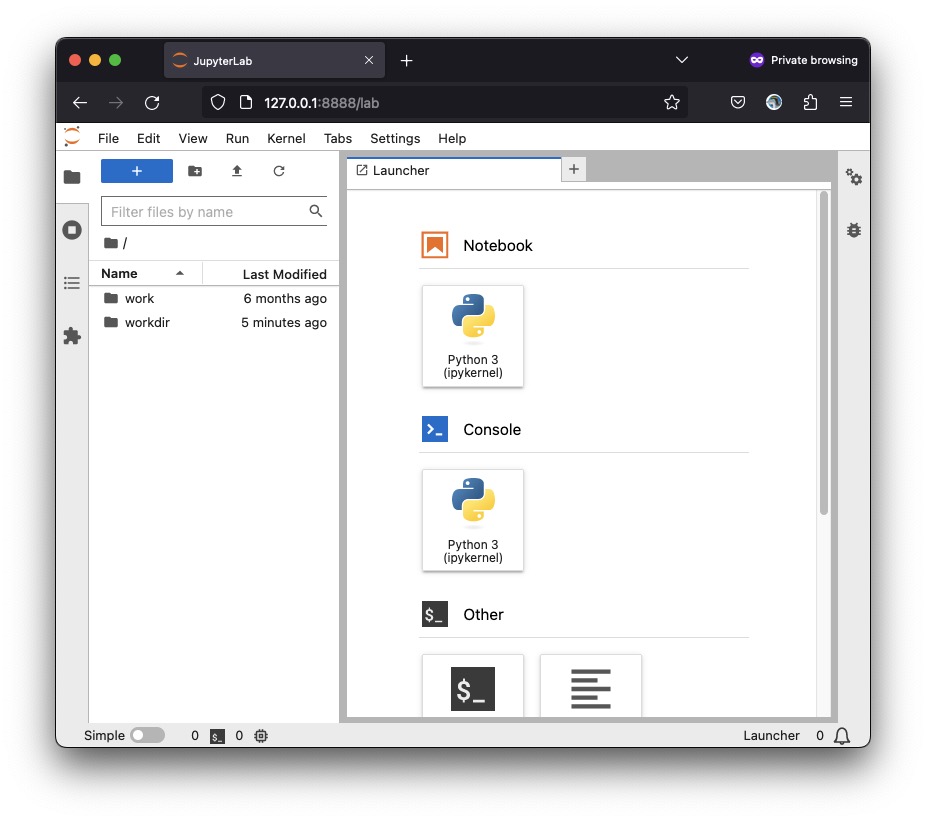 JupyterLab
Private browsing
127.0.0.1:8888/lab
File Edit View Run Kernel Tabs Settings Help
Launcher
Filter files by name
/
Name Last Modified
work 6 months ago
workdir 5 minutes ago
Notebook
Python 3
(ipykernel)
Console
Python 3
(ipykernel)
$_ Other
$_
Simple 0 $_ 0 Launcher 0